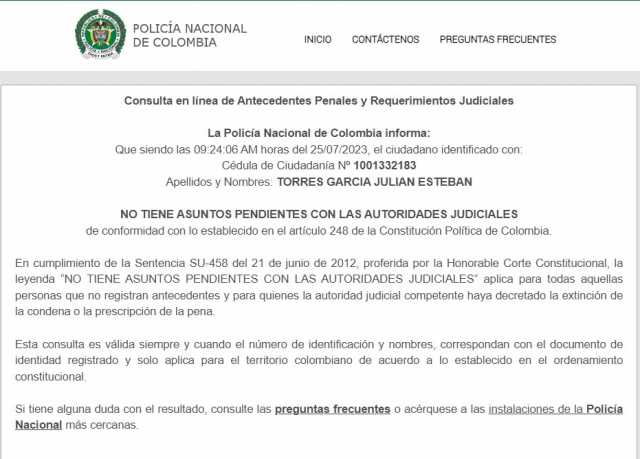 POLICÍA NACIONAL
DE COLOMBIA
INICIO CONTÁCTENOS PREGUNTAS FRECUENTES
Consulta en línea de Antecedentes Penales y Requerimientos Judiciales
La Policía Nacional de Colombia informa:
Que siendo las 09:24:06 AM horas del 25/07/2023, el ciudadano identificado con:
Cédula de Ciudadanía Nº 1001332183
Apellidos y Nombres: TORRES GARCIA JULIAN ESTEBAN
NO TIENE ASUNTOS PENDIENTES CON LAS AUTORIDADES JUDICIALES
de conformidad con lo establecido en el artículo 248 de la Constitución Política de Colombia.
En cumplimiento de la Sentencia SU-458 del 21 de junio de 2012, proferida por la Honorable Corte Constitucional, la
leyenda "NO TIENE ASUNTOS PENDIENTES CON LAS AUTORIDADES JUDICIALES" aplica para todas aquellas
personas que no registran antecedentes y para quienes la autoridad judicial competente haya decretado la extinción de
la condena o la prescripción de la pena.
Esta consulta es válida siempre y cuando el número de identificación y nombres, correspondan con el documento de
identidad registrado y solo aplica para el territorio colombiano de acuerdo a lo establecido en el ordenamiento
constitucional.
Si tiene alguna duda con el resultado, consulte las preguntas frecuentes o acérquese a las instalaciones de la Policía
Nacional más cercanas.